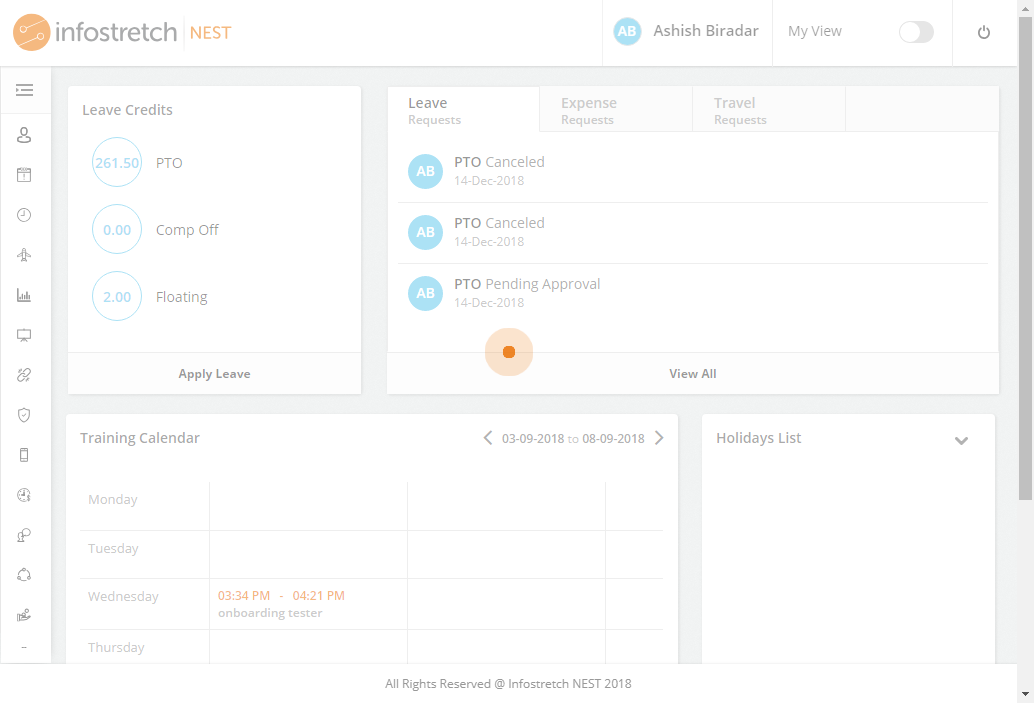 infostretch NEST
AB Ashish Biradar
My View
Leave Credits
261.50 PTO
0.00 Comp Off
2.00 Floating
Apply Leave
Leave
Requests
Expense
Requests
Travel
Requests
AB PTO Canceled
14-Dec-2018
AB PTO Canceled
14-Dec-2018
AB PTO Pending Approval
14-Dec-2018
View All
Training Calendar
03-09-2018 to 08-09-2018
Monday
Tuesday
Wednesday
03:34 PM - 04:21 PM
onboarding tester
Thursday
Holidays List
All Rights Reserved @ Infostretch NEST 2018